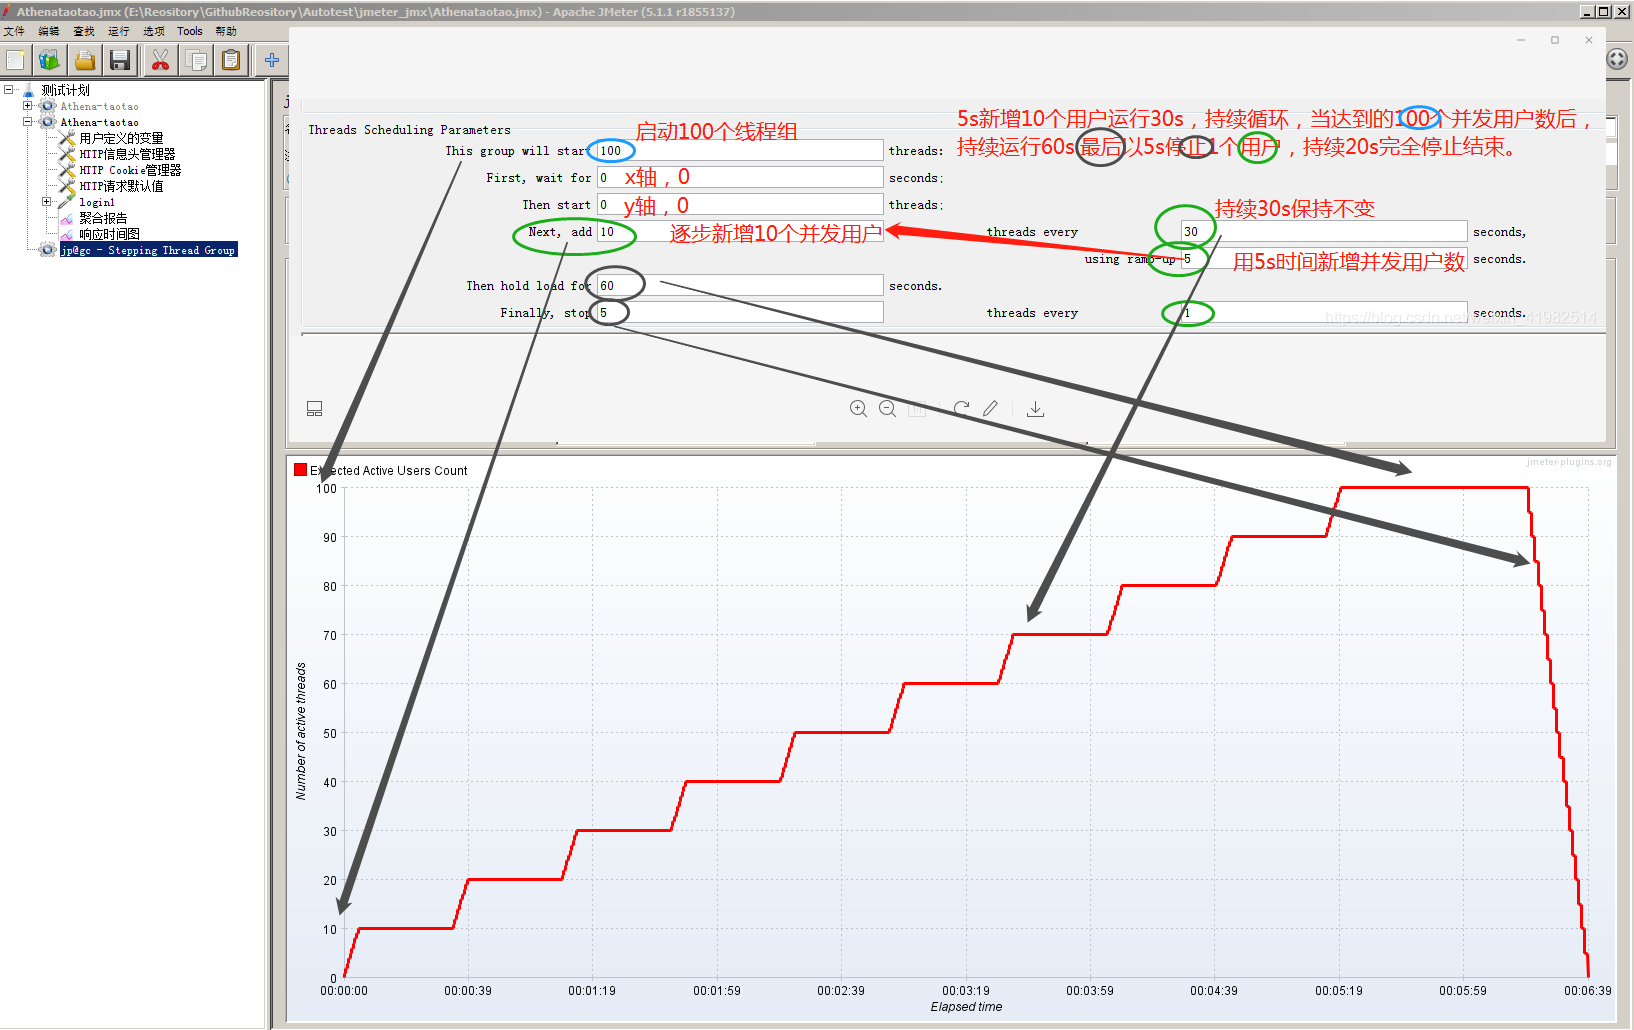 Athenataotao.jmx (E:\Reository\GithubReository\Autotest\jmeter_jmx\Athenataotao.jmx) - Apache JMeter (5.1.1 r1855137)
文件 编辑 查找 运行 选项 Tools 帮助
测试计划
Athena-taotao
Athena-taotao
用户定义的变量
HTTP信息头管理器
HTTP Cookie管理器
HTTP请求默认值
login1
聚合报告
响应时间图
jp@gc - Stepping Thread Group
5s新增10个用户运行30s，持续循环，当达到的100个并发用户数后，
持续运行60s最后以5s停止1个用户，持续20s完全停止结束。
Threads Scheduling Parameters
启动100个线程组
This group will start 100 threads:
First, wait for 0 x轴，0 seconds;
Then start 0 y轴，0 threads;
持续30s保持不变
Next, add 10 逐步新增10个并发用户 threads every 30 seconds,
using ramp-up 5 用5s时间新增并发用户数 seconds.
Then hold load for 60 seconds.
Finally, stop 5 threads every 1 seconds.
https://blog.csdn.net/weixin_41982514
jmeter-plugins.org
Expected Active Users Count
100
90
80
70
60
50
40
30
20
10
0
Number of active threads
00:00:00 00:00:39 00:01:19 00:01:59 00:02:39 00:03:19 00:03:59 00:04:39 00:05:19 00:05:59 00:06:39
Elapsed time